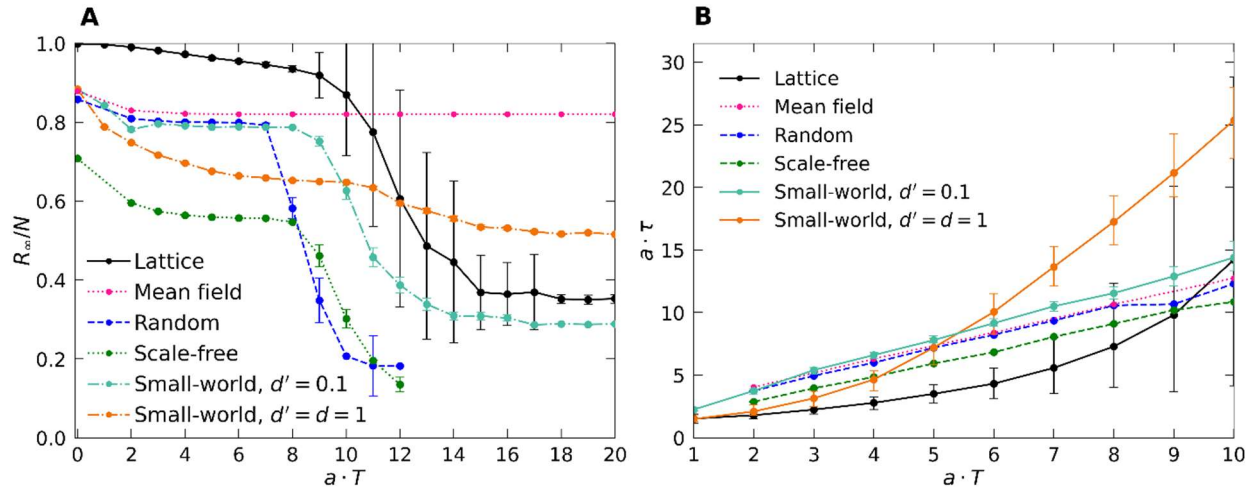 A
R∞/N
1.0
0.8
0.6
0.4
0.2
0.0
Lattice
Mean field
Random
Scale-free
Small-world, d′ = 0.1
Small-world, d′ = d = 1
0 2 4 6 8 10 12 14 16 18 20
a · T
B
a · τ
30
25
20
15
10
5
0
Lattice
Mean field
Random
Scale-free
Small-world, d′ = 0.1
Small-world, d′ = d = 1
1 2 3 4 5 6 7 8 9 10
a · T